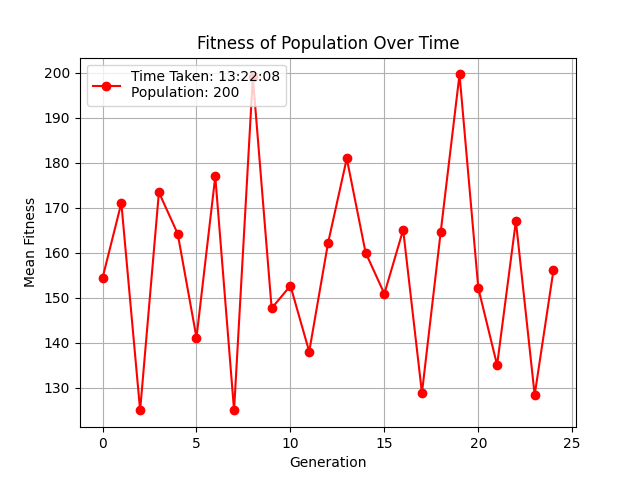 Fitness of Population Over Time
Time Taken: 13:22:08
Population: 200
Mean Fitness
200
190
180
170
160
150
140
130
0
5
10
15
20
25
Generation